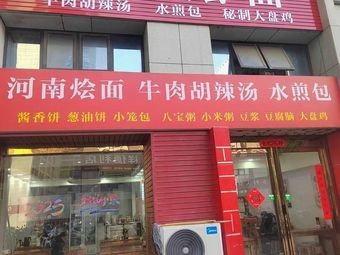 牛肉胡辣汤 水煎包 秘制大盘鸡
河南烩面 牛肉胡辣汤 水煎包
酱香饼 葱油饼 小笼包 八宝粥 小米粥 豆浆 豆腐脑 大盘鸡
Midea